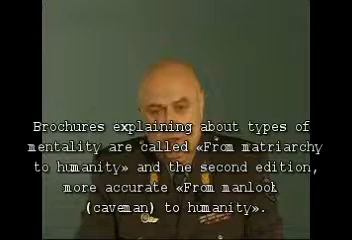 Brochures explaining about types of
mentality are called «From matriarchy
to humanity» and the second edition,
more accurate «From manlook
(caveman) to humanity».